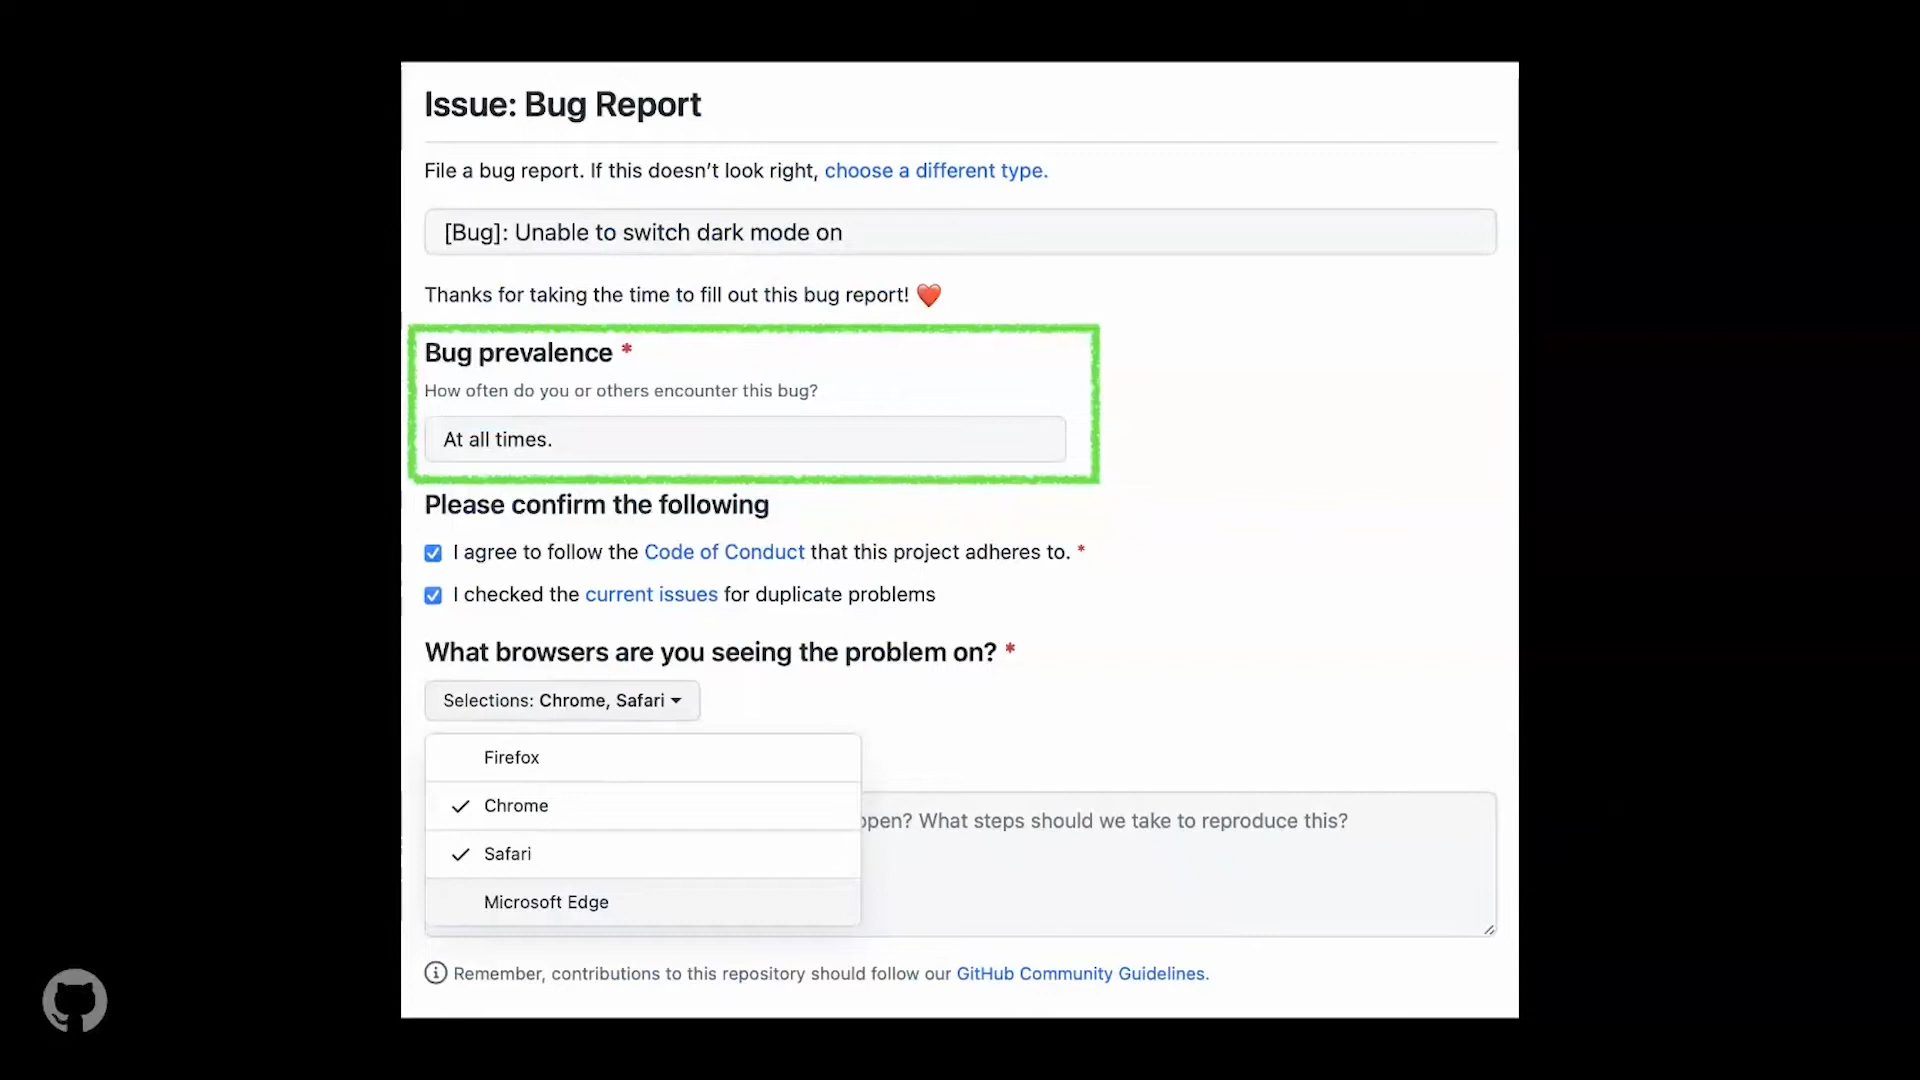 Issue: Bug Report
File a bug report. If this doesn’t look right, choose a different type.
[Bug]: Unable to switch dark mode on
Thanks for taking the time to fill out this bug report! ❤️
Bug prevalence *
How often do you or others encounter this bug?
At all times.
Please confirm the following
I agree to follow the Code of Conduct that this project adheres to. *
I checked the current issues for duplicate problems
What browsers are you seeing the problem on? *
Selections: Chrome, Safari
Firefox
Chrome
Safari
Microsoft Edge
What steps should we take to reproduce this?
Remember, contributions to this repository should follow our GitHub Community Guidelines.